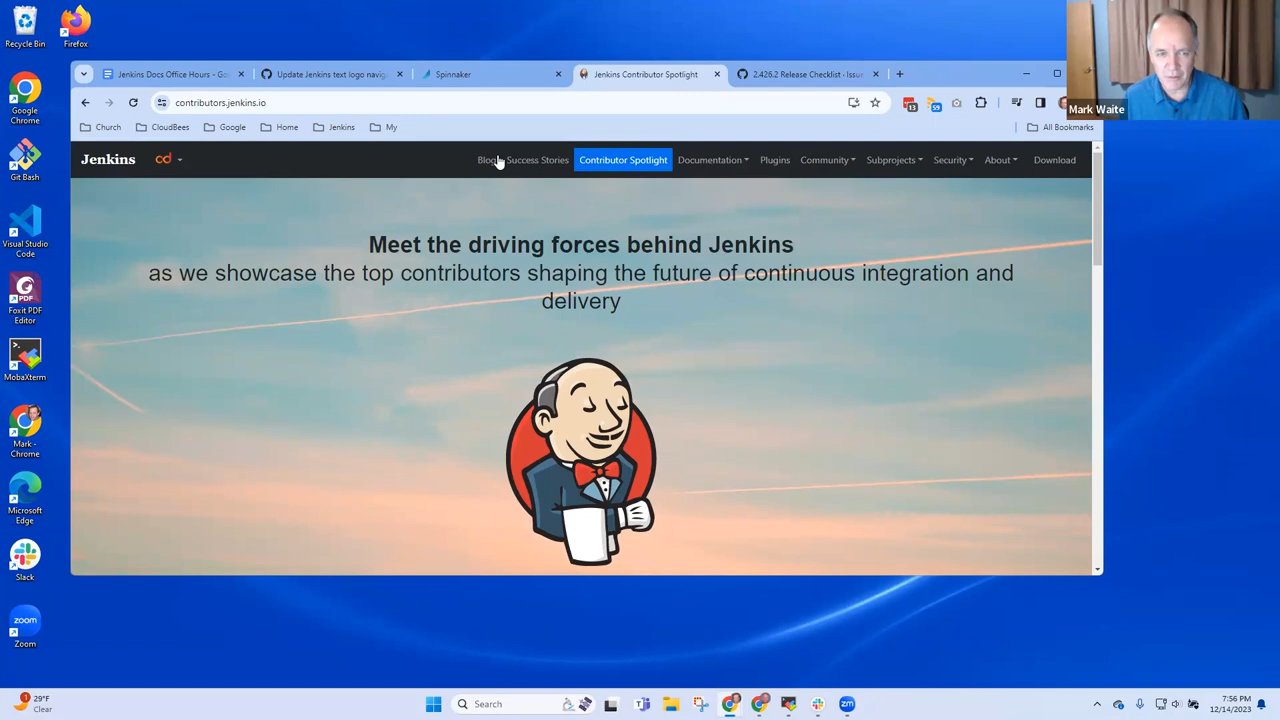 Recycle Bin
Firefox
Google Chrome
Git Bash
Visual Studio Code
Foxit PDF Editor
MobaXterm
Mark - Chrome
Microsoft Edge
Slack
zoom
Zoom
Jenkins Docs Office Hours - Go
Update Jenkins text logo navig
Spinnaker
Jenkins Contributor Spotlight
2.426.2 Release Checklist · Issu
contributors.jenkins.io
13
59
Church
CloudBees
Google
Home
Jenkins
My
All Bookmarks
Mark Waite
Jenkins
cd
Blog
Success Stories
Contributor Spotlight
Documentation
Plugins
Community
Subprojects
Security
About
Download
Meet the driving forces behind Jenkins
as we showcase the top contributors shaping the future of continuous integration and
delivery
1
29°F
Clear
Search
zm
7:56 PM
12/14/2023